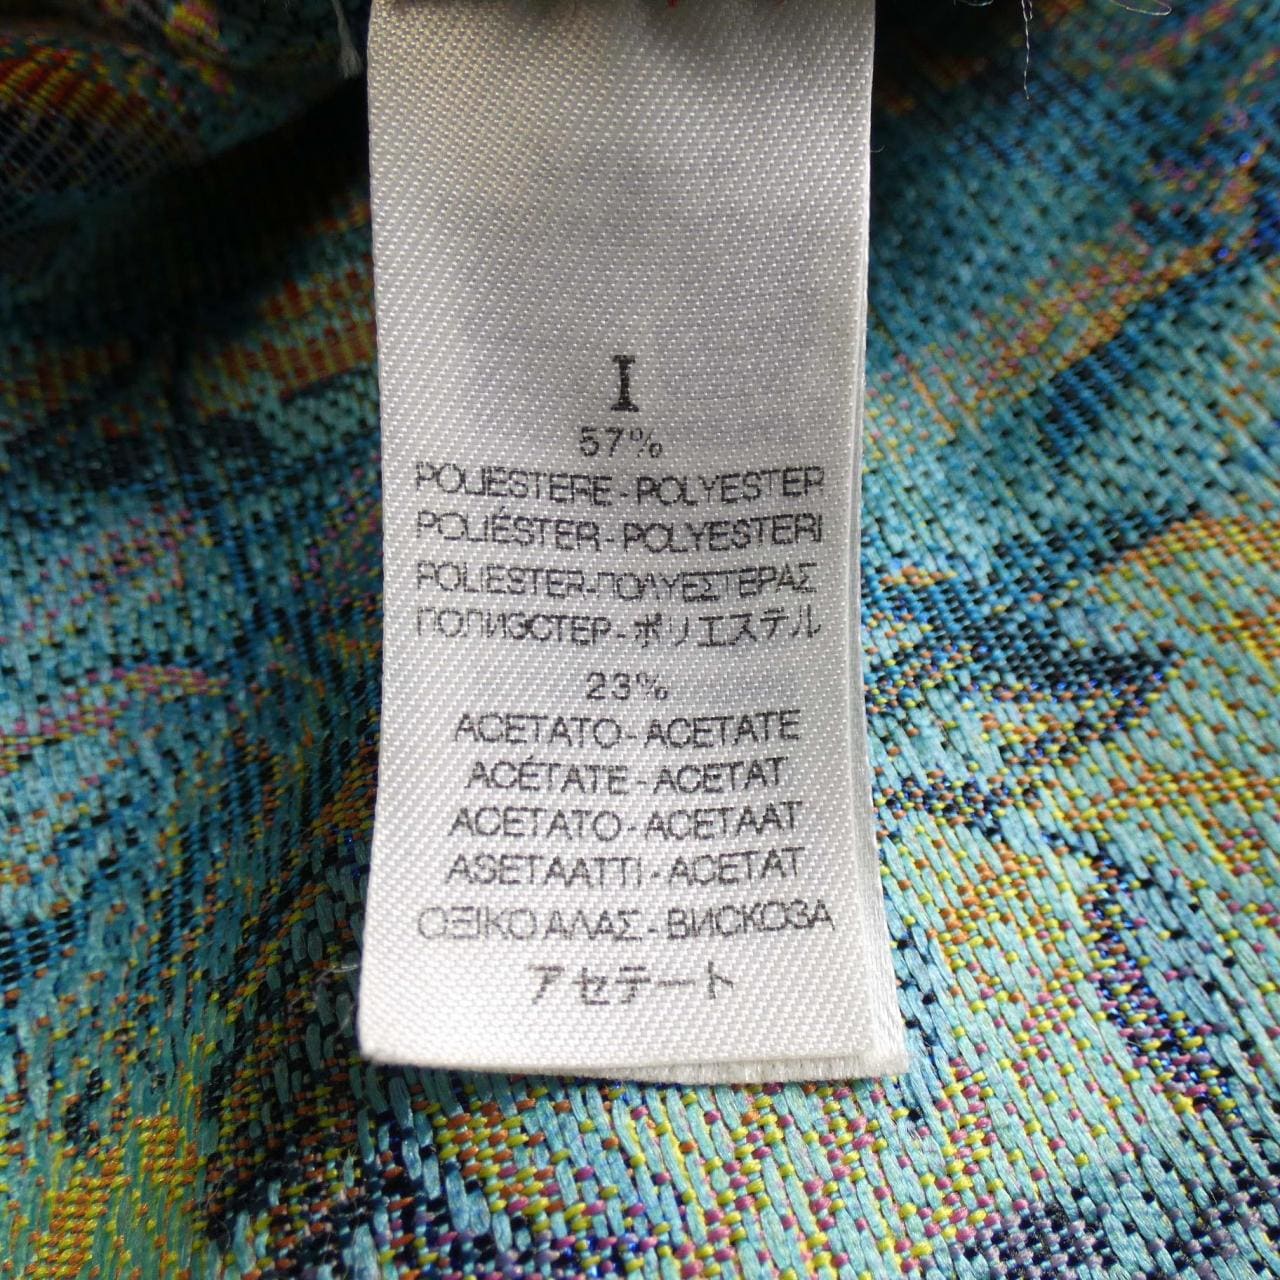 I
57%
POLIESTERE-POLYESTER
POLIÉSTER-POLYESTERI
POLIESTER-ΠΟΛΥΕΣΤΕΡΑΣ
ПОЛИЭСТЕР-ポリエステル
23%
ACETATO-ACETATE
ACÉTATE-ACETAT
ACETATO-ACETAAT
ASETAATTI-ACETAT
ΟΞΙΚΟ ΑΛΑΣ-ВИСКОЗА
アセテート